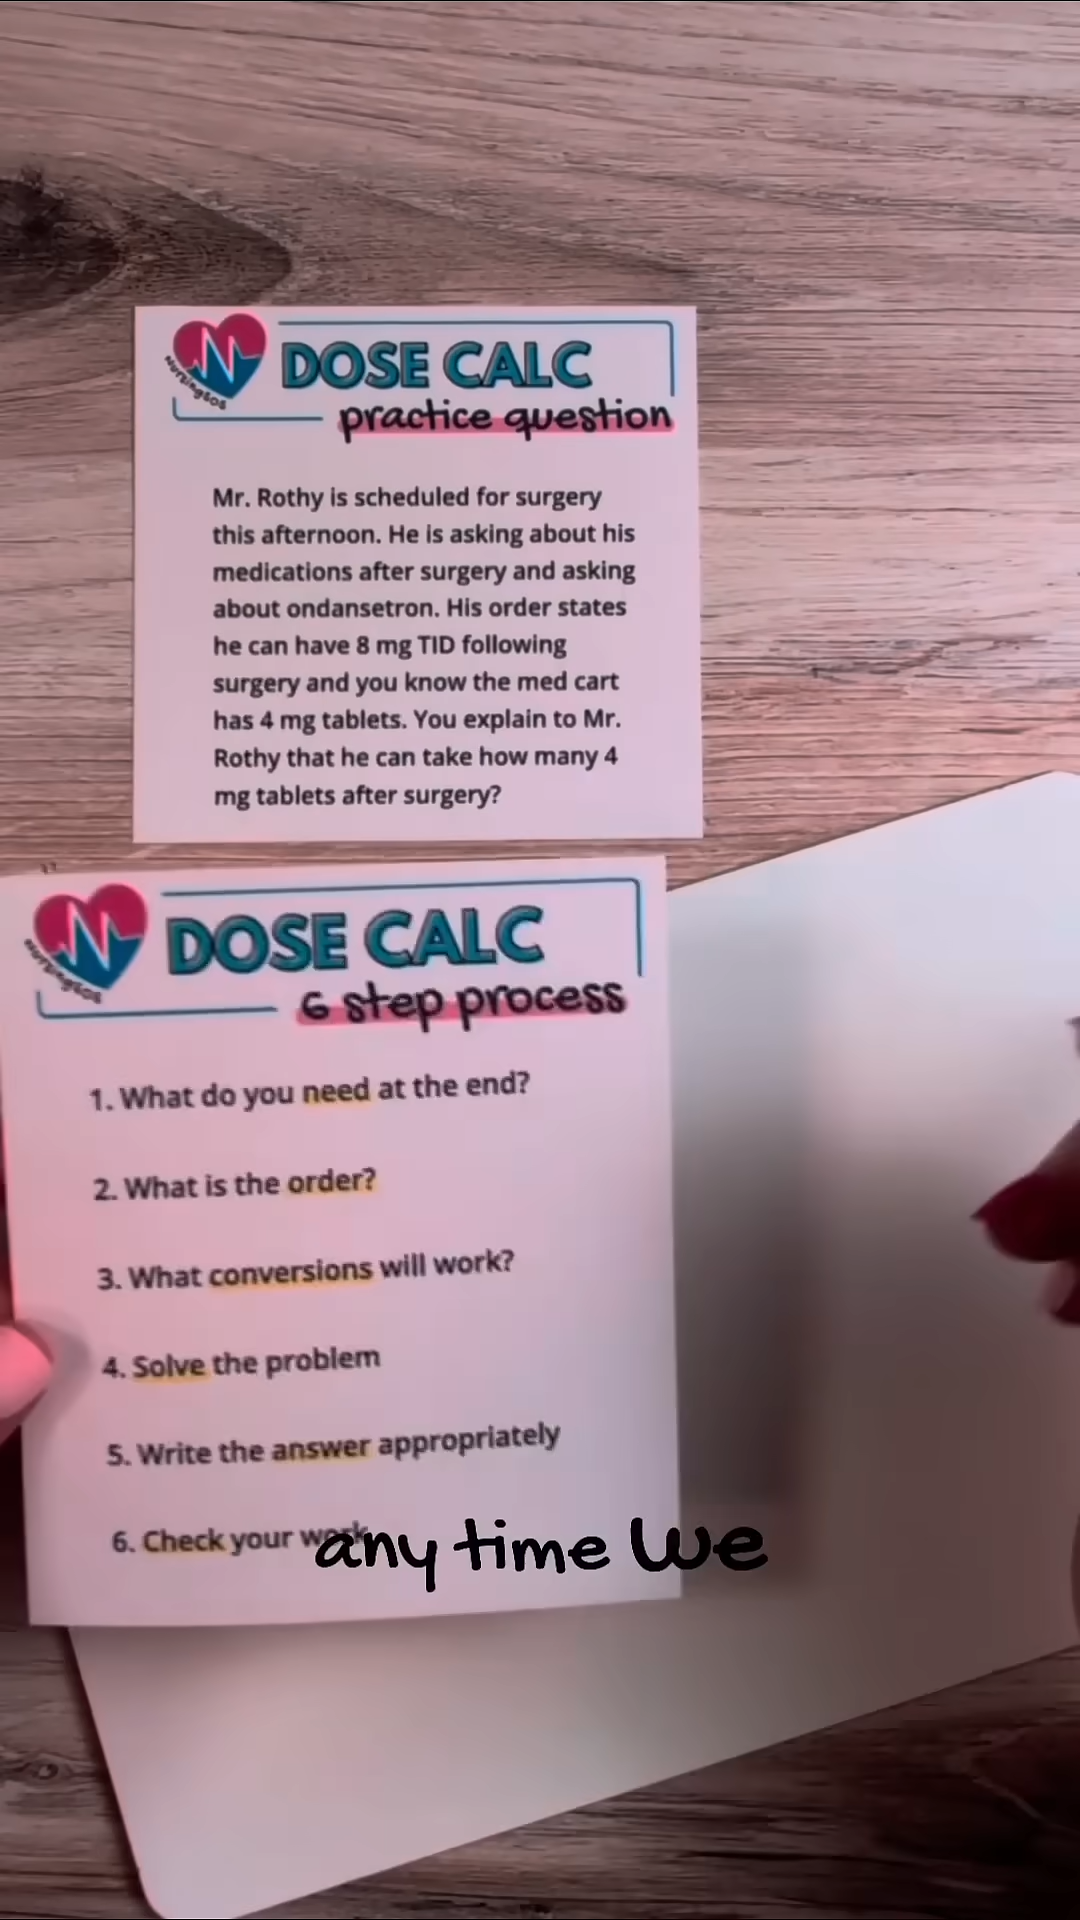 NursingSOS
DOSE CALC
practice question
Mr. Rothy is scheduled for surgery
this afternoon. He is asking about his
medications after surgery and asking
about ondansetron. His order states
he can have 8 mg TID following
surgery and you know the med cart
has 4 mg tablets. You explain to Mr.
Rothy that he can take how many 4
mg tablets after surgery?
NursingSOS
DOSE CALC
6 step process
1. What do you need at the end?
2. What is the order?
3. What conversions will work?
4. Solve the problem
5. Write the answer appropriately
6. Check your work
any time we